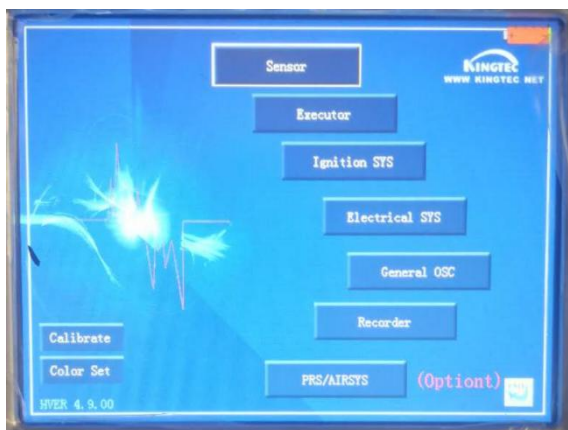 Sensor
KINGTEC
WWW KINGTEC NET
Executor
Ignition SYS
Electrical SYS
General OSC
Recorder
Calibrate
Color Set
PRS/AIRSYS
(Optiont)
HVER 4.9.00